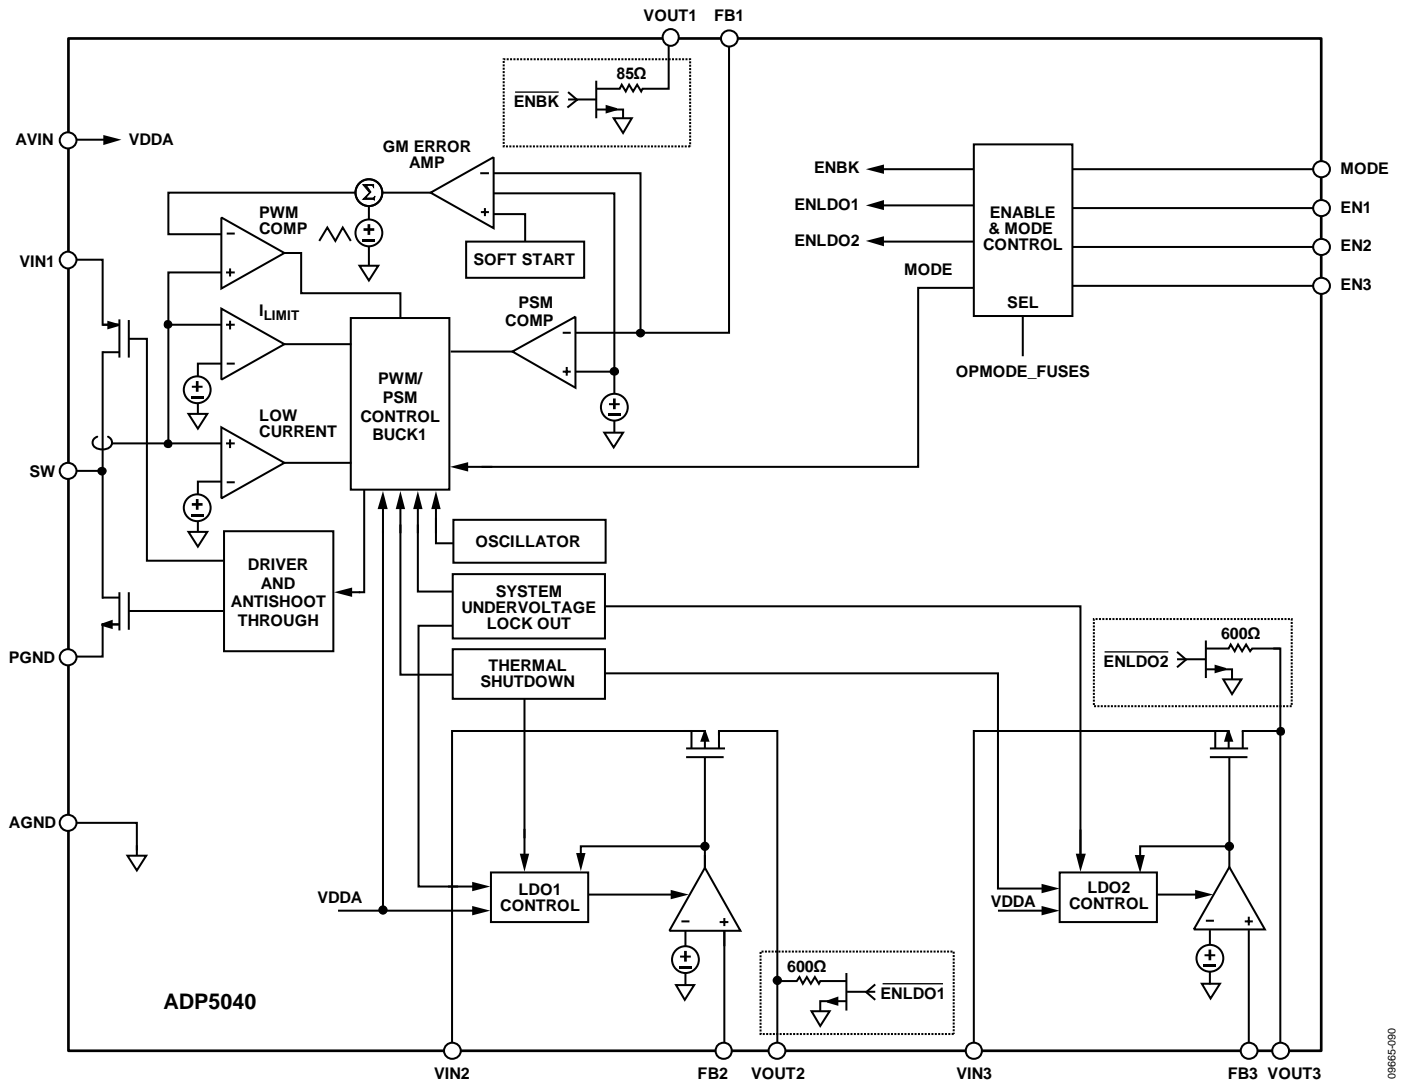 VOUT1 FB1
85Ω
ENBK
AVIN
VDDA
GM ERROR
AMP
Σ
PWM
COMP
SOFT START
VIN1
ILIMIT
PSM
COMP
PWM/
PSM
CONTROL
BUCK1
LOW
CURRENT
SW
ENBK
ENLDO1
ENLDO2
MODE
ENABLE
& MODE
CONTROL
SEL
OPMODE_FUSES
MODE
EN1
EN2
EN3
DRIVER
AND
ANTISHOOT
THROUGH
OSCILLATOR
SYSTEM
UNDERVOLTAGE
LOCK OUT
THERMAL
SHUTDOWN
PGND
600Ω
ENLDO2
AGND
VDDA
LDO1
CONTROL
VDDA
LDO2
CONTROL
600Ω
ENLDO1
ADP5040
VIN2 FB2 VOUT2 VIN3 FB3 VOUT3
09665-090